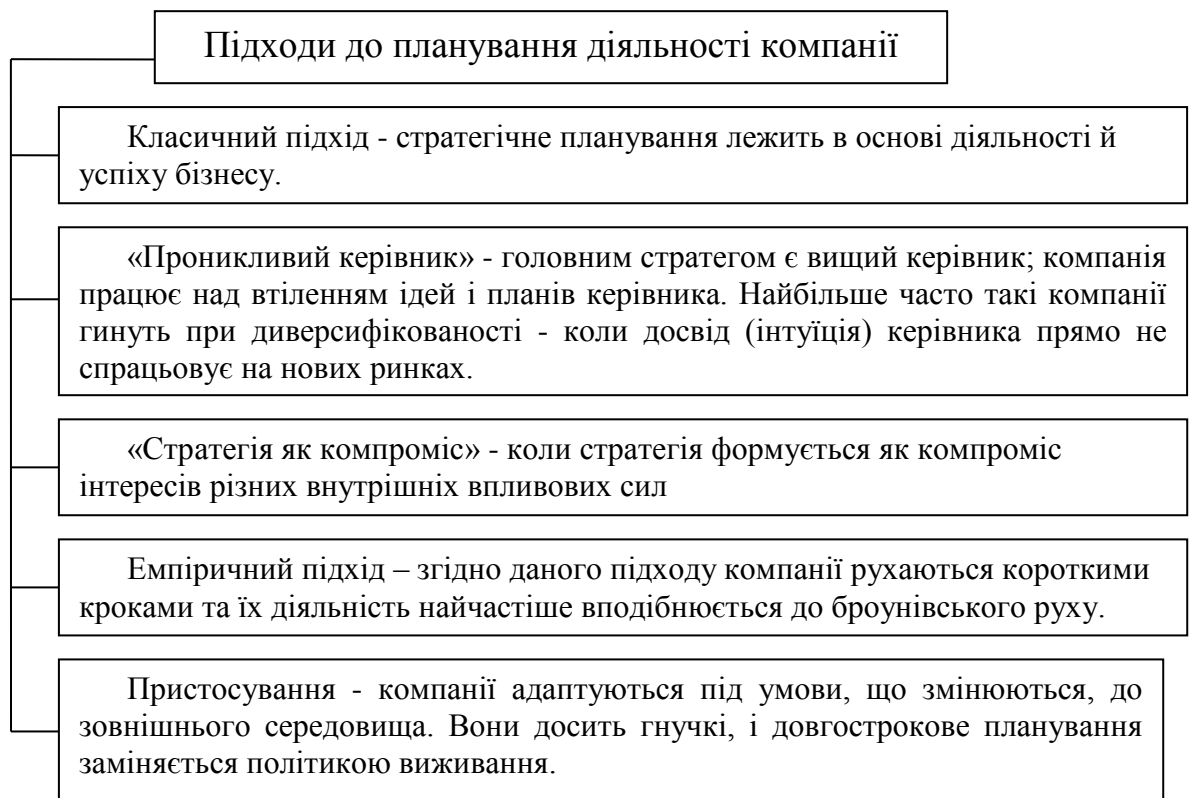 Підходи до планування діяльності компанії
Класичний підхід - стратегічне планування лежить в основі діяльності й
успіху бізнесу.
«Проникливий керівник» - головним стратегом є вищий керівник; компанія
працює над втіленням ідей і планів керівника. Найбільше часто такі компанії
гинуть при диверсифікованості - коли досвід (інтуїція) керівника прямо не
спрацьовує на нових ринках.
«Стратегія як компроміс» - коли стратегія формується як компроміс
інтересів різних внутрішніх впливових сил
Емпіричний підхід – згідно даного підходу компанії рухаються короткими
кроками та їх діяльність найчастіше вподібнюється до броунівського руху.
Пристосування - компанії адаптуються під умови, що змінюються, до
зовнішнього середовища. Вони досить гнучкі, і довгострокове планування
заміняється політикою виживання.